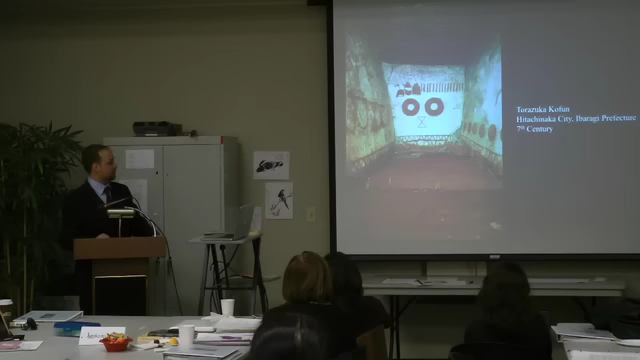 Torazuka Kofun
Hitachinaka City, Ibaragi Prefecture
7th Century